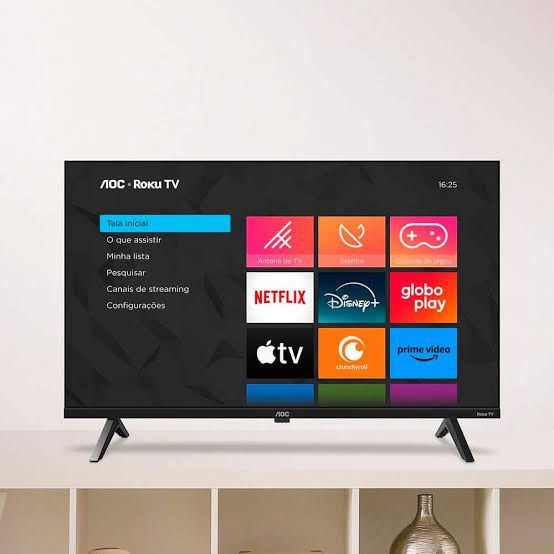 AOC • Roku TV
16:25
Tela inicial
O que assistir
Minha lista
Pesquisar
Canais de streaming
Configurações
Antena de TV
Satélite
Console de jogos
NETFLIX
Disney+
globo
play
tv
crunchyroll
prime video
AOC
Roku TV